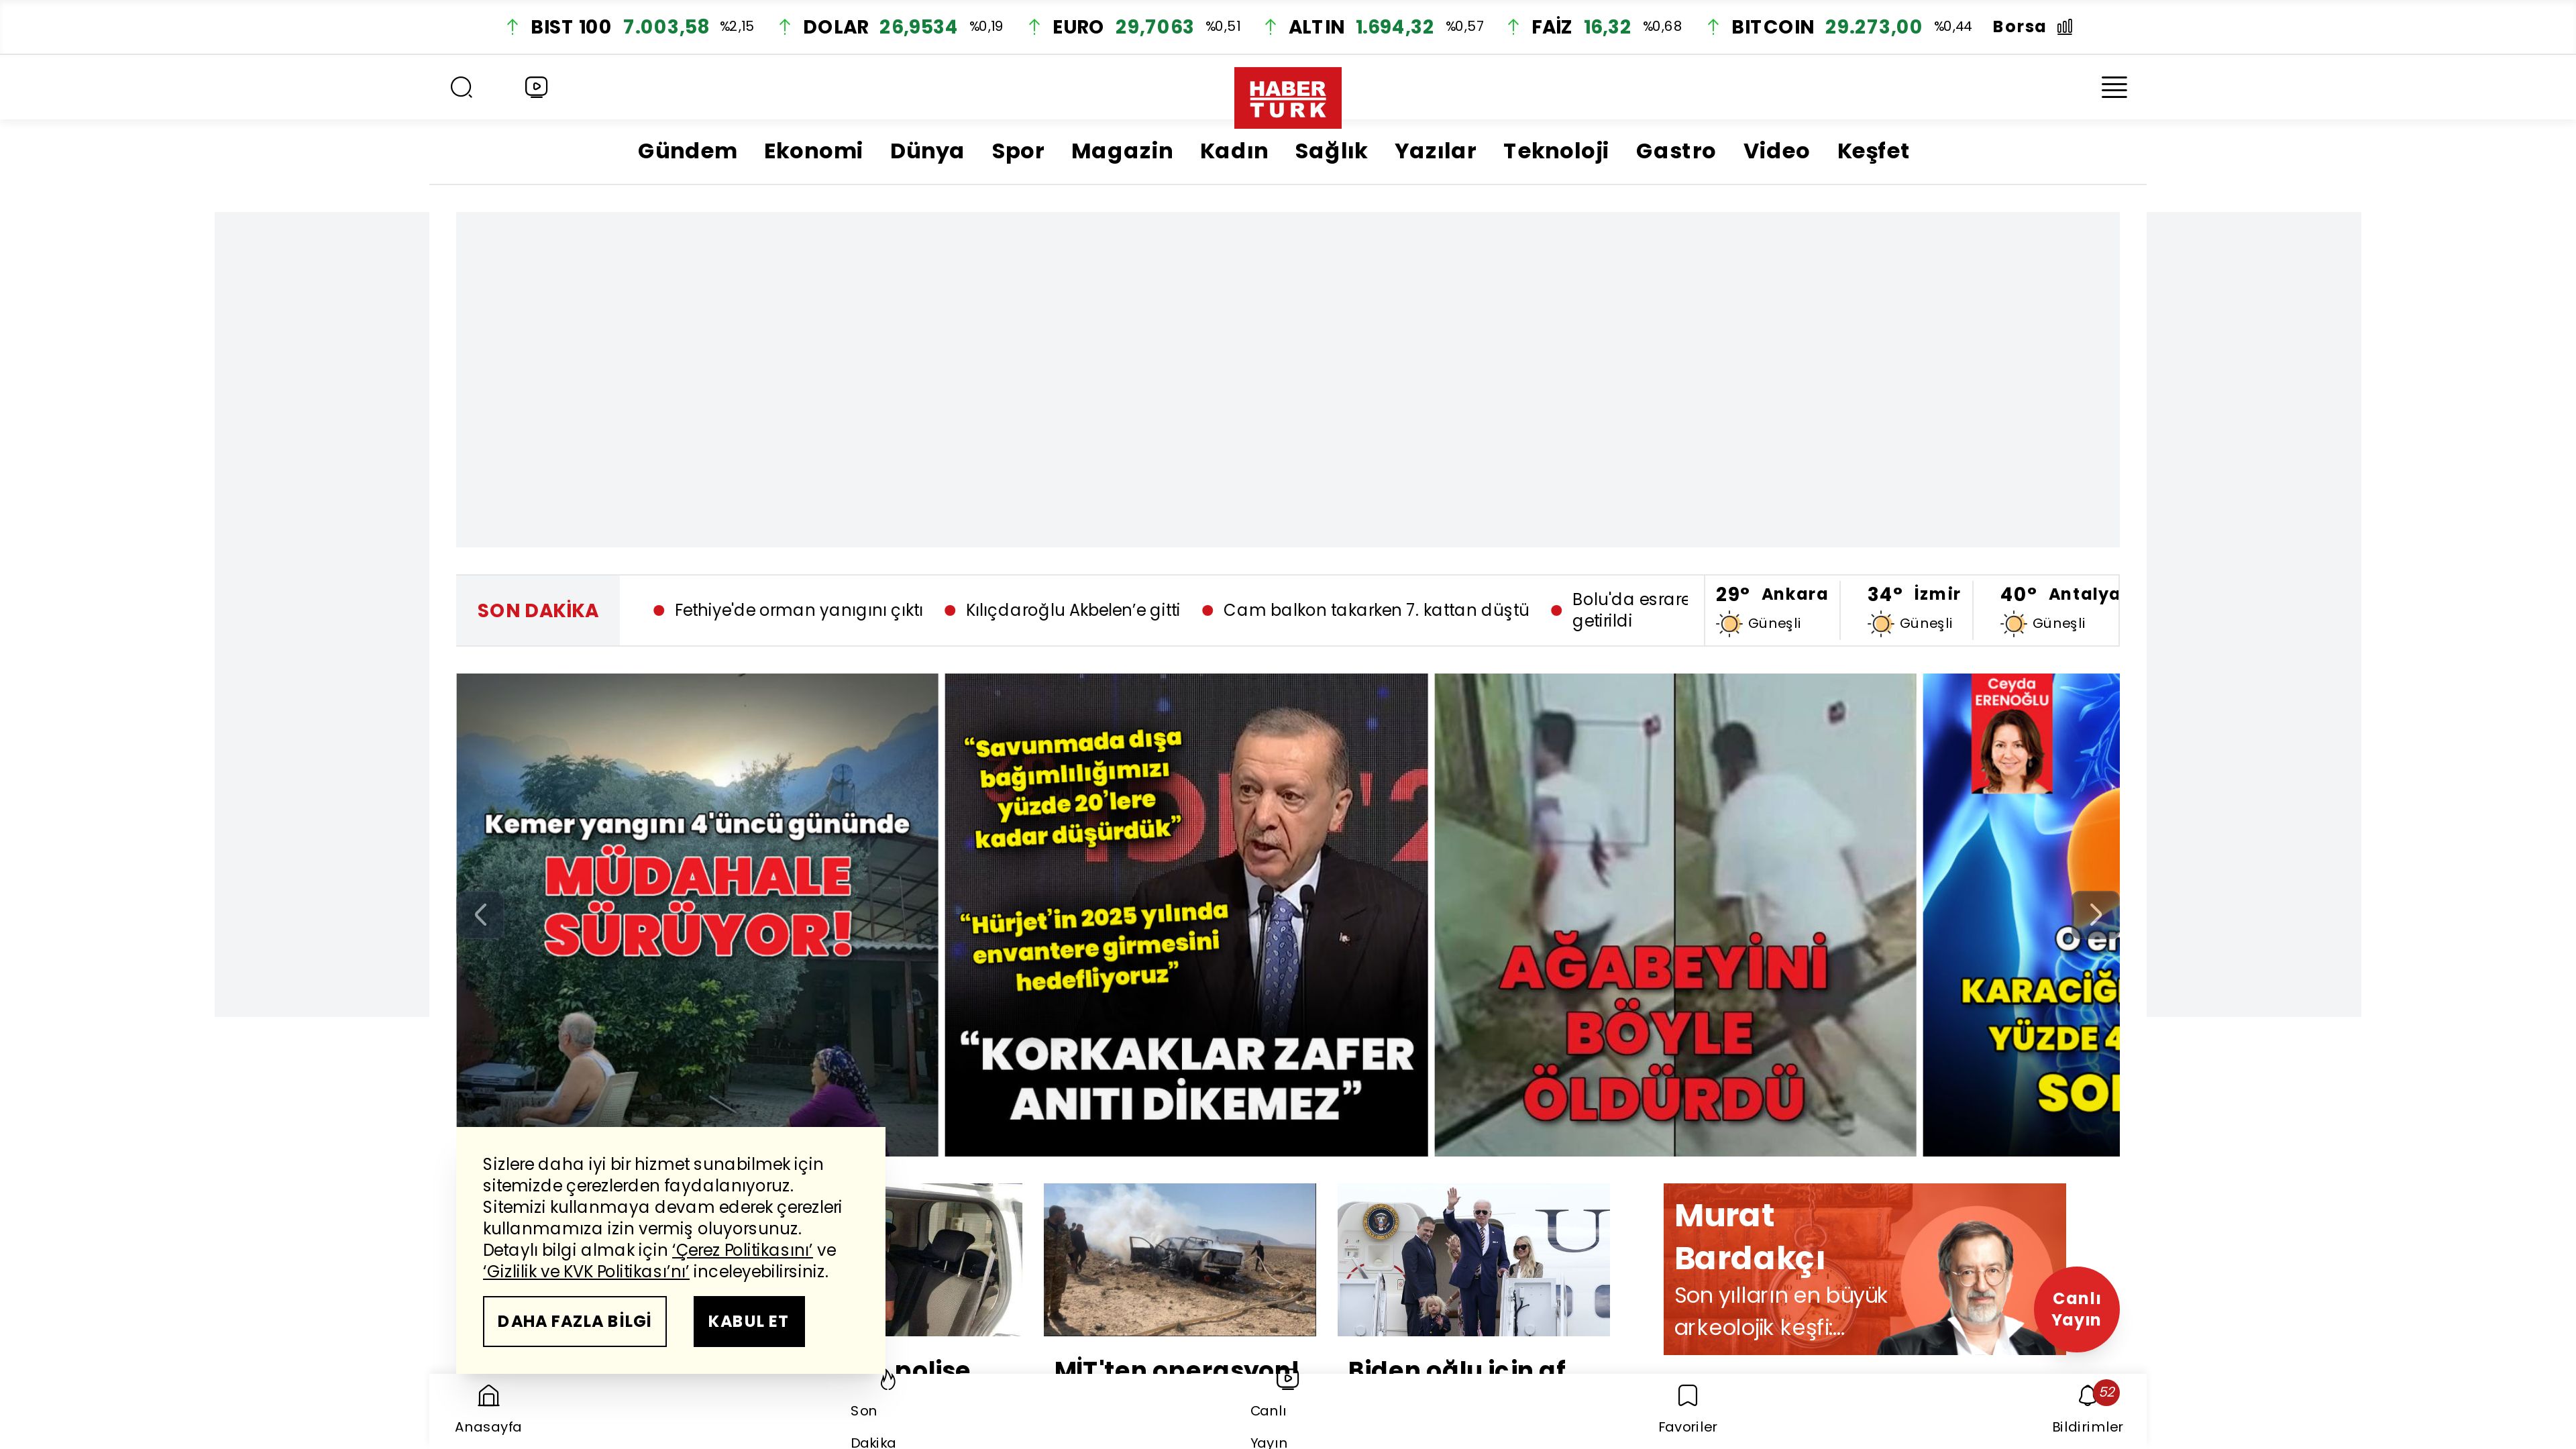 BIST 100 7.003,58 %2,15 DOLAR 26,9534 %0,19 EURO 29,7063 %0,51 ALTIN 1.694,32 %0,57 FAİZ 16,32 %0,68 BITCOIN 29.273,00 %0,44 Borsa
HABER
TURK
Gündem Ekonomi Dünya Spor Magazin Kadın Sağlık Yazılar Teknoloji Gastro Video Keşfet
SON DAKİKA
Fethiye'de orman yangını çıktı
Kılıçdaroğlu Akbelen’e gitti
Cam balkon takarken 7. kattan düştü
Bolu'da esrare
getirildi
29° Ankara
Güneşli
34° İzmir
Güneşli
40° Antalya
Güneşli
Kemer yangını 4'üncü gününde
MÜDAHALE
SÜRÜYOR!
“Savunmada dışa
bağımlılığımızı
yüzde 20’lere
kadar düşürdük”
“Hürjet’in 2025 yılında
envantere girmesini
hedefliyoruz”
“KORKAKLAR ZAFER
ANITI DİKEMEZ”
AĞABEYİNİ
BÖYLE
ÖLDÜRDÜ
Ceyda
ERENOĞLU
O er
KARACİĞ
YÜZDE 4
SO
Sizlere daha iyi bir hizmet sunabilmek için
sitemizde çerezlerden faydalanıyoruz.
Sitemizi kullanmaya devam ederek çerezleri
kullanmamıza izin vermiş oluyorsunuz.
Detaylı bilgi almak için ‘Çerez Politikasını’ ve
‘Gizlilik ve KVK Politikası’nı’ inceleyebilirsiniz.
DAHA FAZLA BİLGİ
KABUL ET
polise
MİT'ten operasyon!
Biden oğlu için af
Murat
Bardakçı
Son yılların en büyük
arkeolojik keşfi:...
Canlı
Yayın
Anasayfa
Son
Dakika
Canlı
Yayın
Favoriler
52
Bildirimler